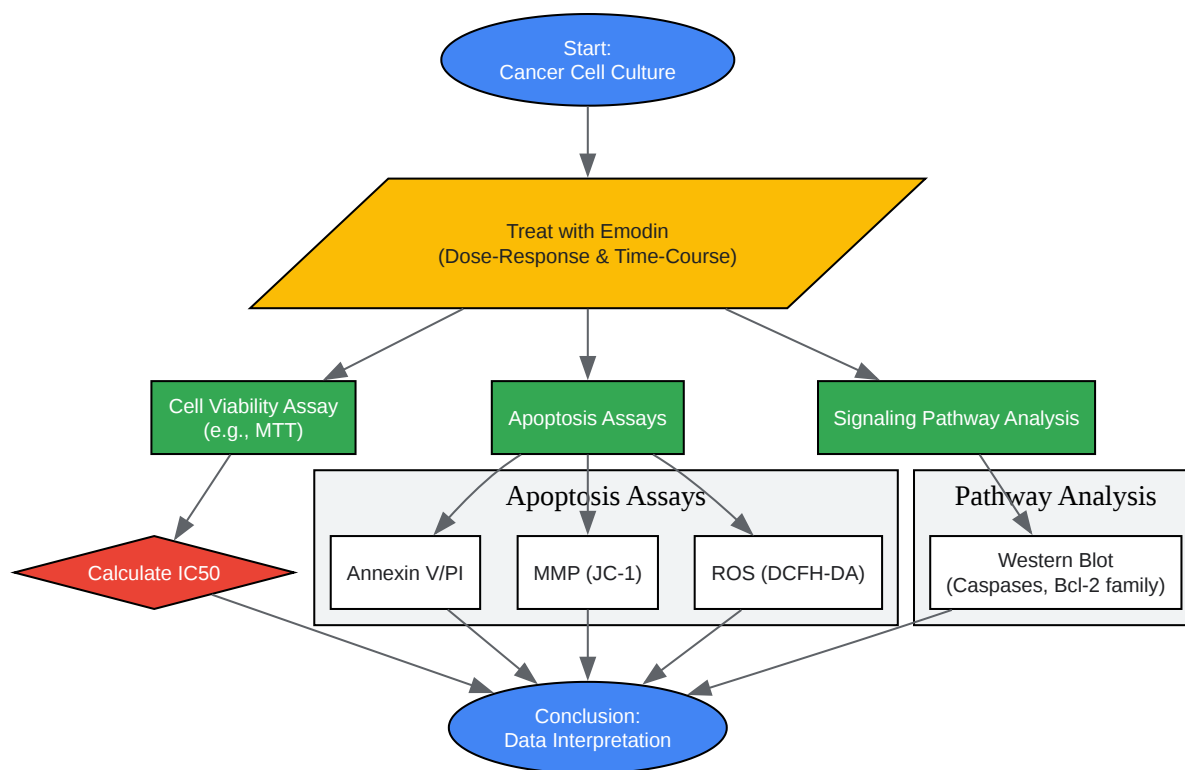 Start:
Cancer Cell Culture
Treat with Emodin
(Dose-Response & Time-Course)
Cell Viability Assay
(e.g., MTT)
Apoptosis Assays
Signaling Pathway Analysis
Apoptosis Assays
Pathway Analysis
Calculate IC50
Annexin V/PI
MMP (JC-1)
ROS (DCFH-DA)
Western Blot
(Caspases, Bcl-2 family)
Conclusion:
Data Interpretation